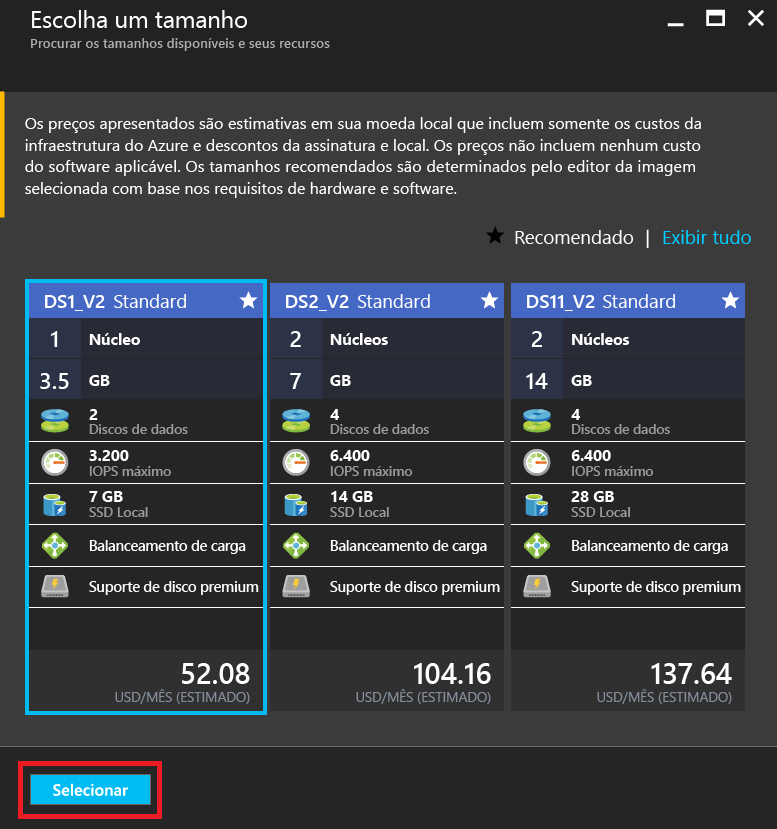 Escolha um tamanho
Procurar os tamanhos disponíveis e seus recursos
Os preços apresentados são estimativas em sua moeda local que incluem somente os custos da
infraestrutura do Azure e descontos da assinatura e local. Os preços não incluem nenhum custo
do software aplicável. Os tamanhos recomendados são determinados pelo editor da imagem
selecionada com base nos requisitos de hardware e software.
Recomendado | Exibir tudo
DS1_V2 Standard
1 Núcleo
3.5 GB
2
Discos de dados
3.200
IOPS máximo
7 GB
SSD Local
Balanceamento de carga
Suporte de disco premium
52.08
USD/MÊS (ESTIMADO)
DS2_V2 Standard
2 Núcleos
7 GB
4
Discos de dados
6.400
IOPS máximo
14 GB
SSD Local
Balanceamento de carga
Suporte de disco premium
104.16
USD/MÊS (ESTIMADO)
DS11_V2 Standard
2 Núcleos
14 GB
4
Discos de dados
6.400
IOPS máximo
28 GB
SSD Local
Balanceamento de carga
Suporte de disco premium
137.64
USD/MÊS (ESTIMADO)
Selecionar